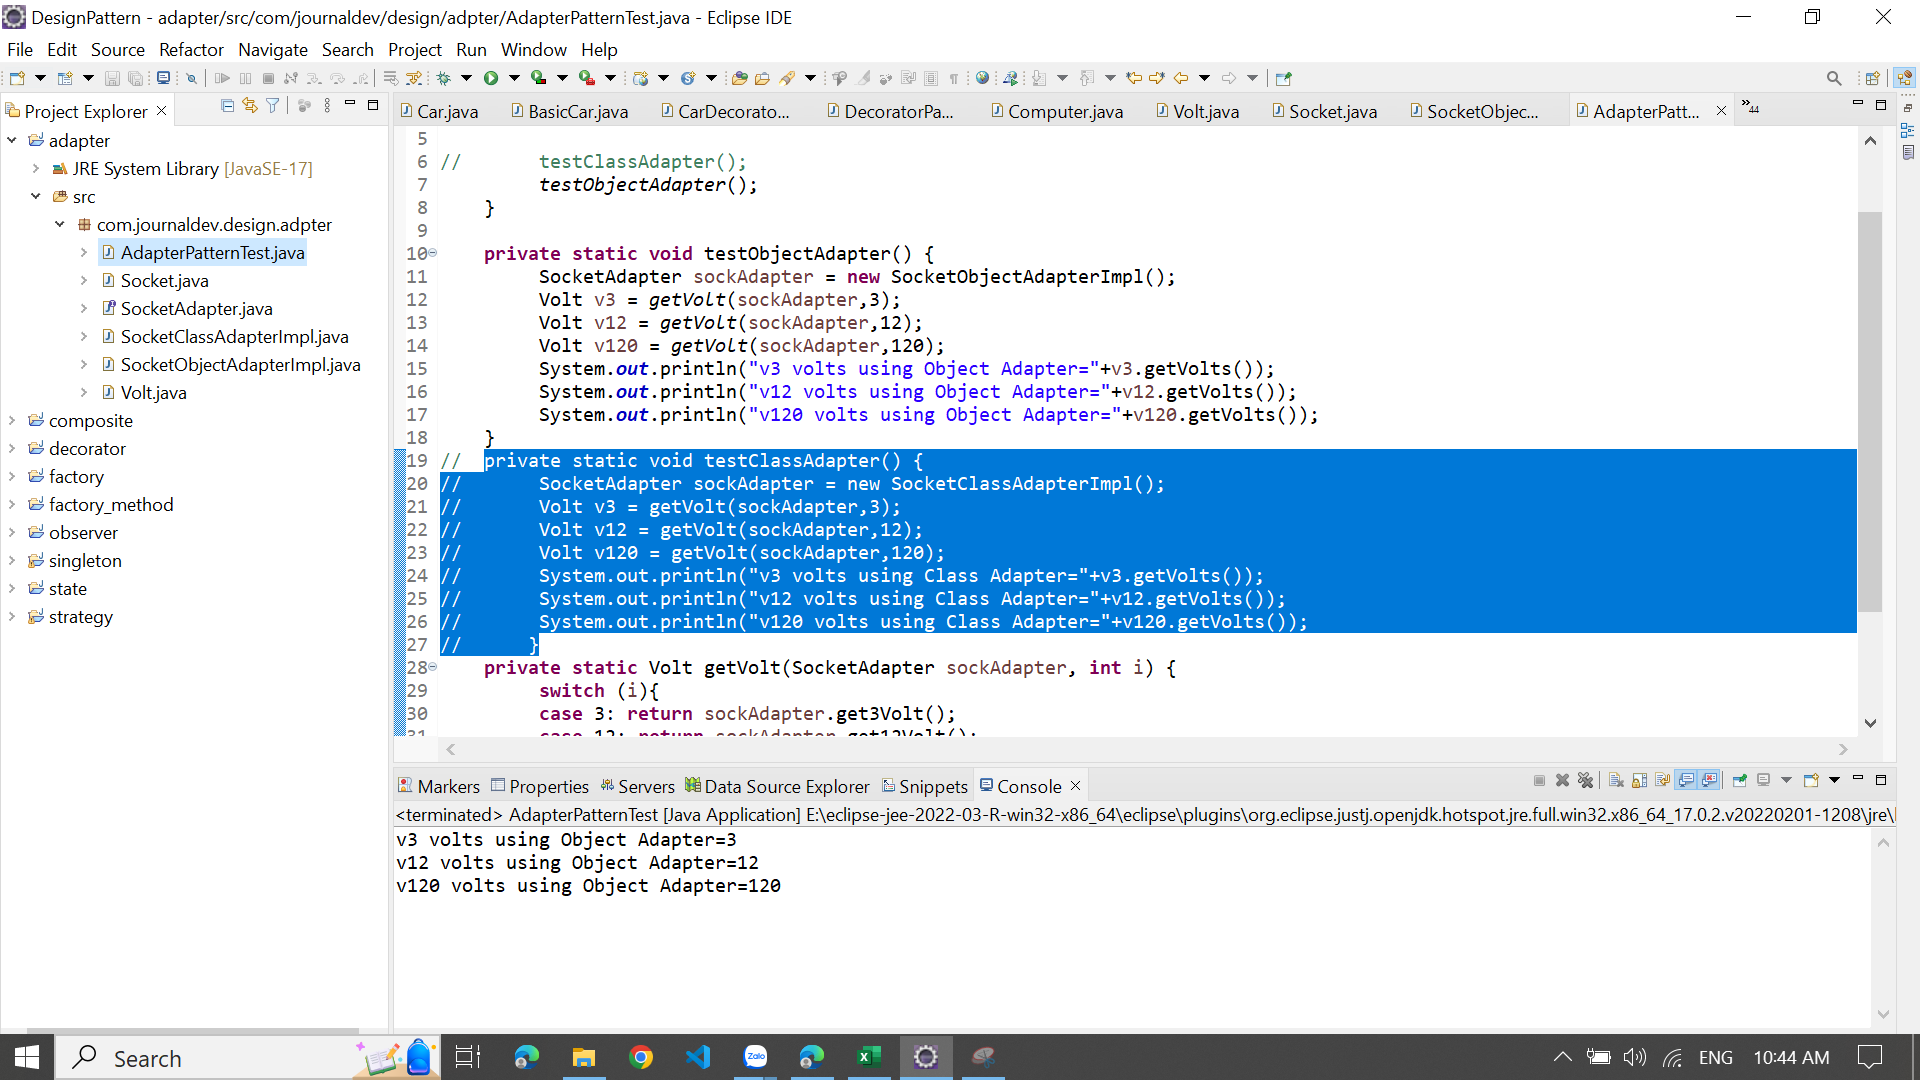 DesignPattern - adapter/src/com/journaldev/design/adpter/AdapterPatternTest.java - Eclipse IDE
File Edit Source Refactor Navigate Search Project Run Window Help
Project Explorer
adapter
JRE System Library [JavaSE-17]
src
com.journaldev.design.adpter
AdapterPatternTest.java
Socket.java
SocketAdapter.java
SocketClassAdapterImpl.java
SocketObjectAdapterImpl.java
Volt.java
composite
decorator
factory
factory_method
observer
singleton
state
strategy
Car.java BasicCar.java CarDecorato... DecoratorPa... Computer.java Volt.java Socket.java SocketObjec... AdapterPatt... »44
5
6 // testClassAdapter();
7 testObjectAdapter();
8 }
9
10 private static void testObjectAdapter() {
11 SocketAdapter sockAdapter = new SocketObjectAdapterImpl();
12 Volt v3 = getVolt(sockAdapter,3);
13 Volt v12 = getVolt(sockAdapter,12);
14 Volt v120 = getVolt(sockAdapter,120);
15 System.out.println("v3 volts using Object Adapter="+v3.getVolts());
16 System.out.println("v12 volts using Object Adapter="+v12.getVolts());
17 System.out.println("v120 volts using Object Adapter="+v120.getVolts());
18 }
19 // private static void testClassAdapter() {
20 // SocketAdapter sockAdapter = new SocketClassAdapterImpl();
21 // Volt v3 = getVolt(sockAdapter,3);
22 // Volt v12 = getVolt(sockAdapter,12);
23 // Volt v120 = getVolt(sockAdapter,120);
24 // System.out.println("v3 volts using Class Adapter="+v3.getVolts());
25 // System.out.println("v12 volts using Class Adapter="+v12.getVolts());
26 // System.out.println("v120 volts using Class Adapter="+v120.getVolts());
27 // }
28 private static Volt getVolt(SocketAdapter sockAdapter, int i) {
29 switch (i){
30 case 3: return sockAdapter.get3Volt();
31 case 12: return sockAdapter.get12Volt();
Markers Properties Servers Data Source Explorer Snippets Console
<terminated> AdapterPatternTest [Java Application] E:\eclipse-jee-2022-03-R-win32-x86_64\eclipse\plugins\org.eclipse.justj.openjdk.hotspot.jre.full.win32.x86_64_17.0.2.v20220201-1208\jre\
v3 volts using Object Adapter=3
v12 volts using Object Adapter=12
v120 volts using Object Adapter=120
Search
Zalo
ENG
10:44 AM